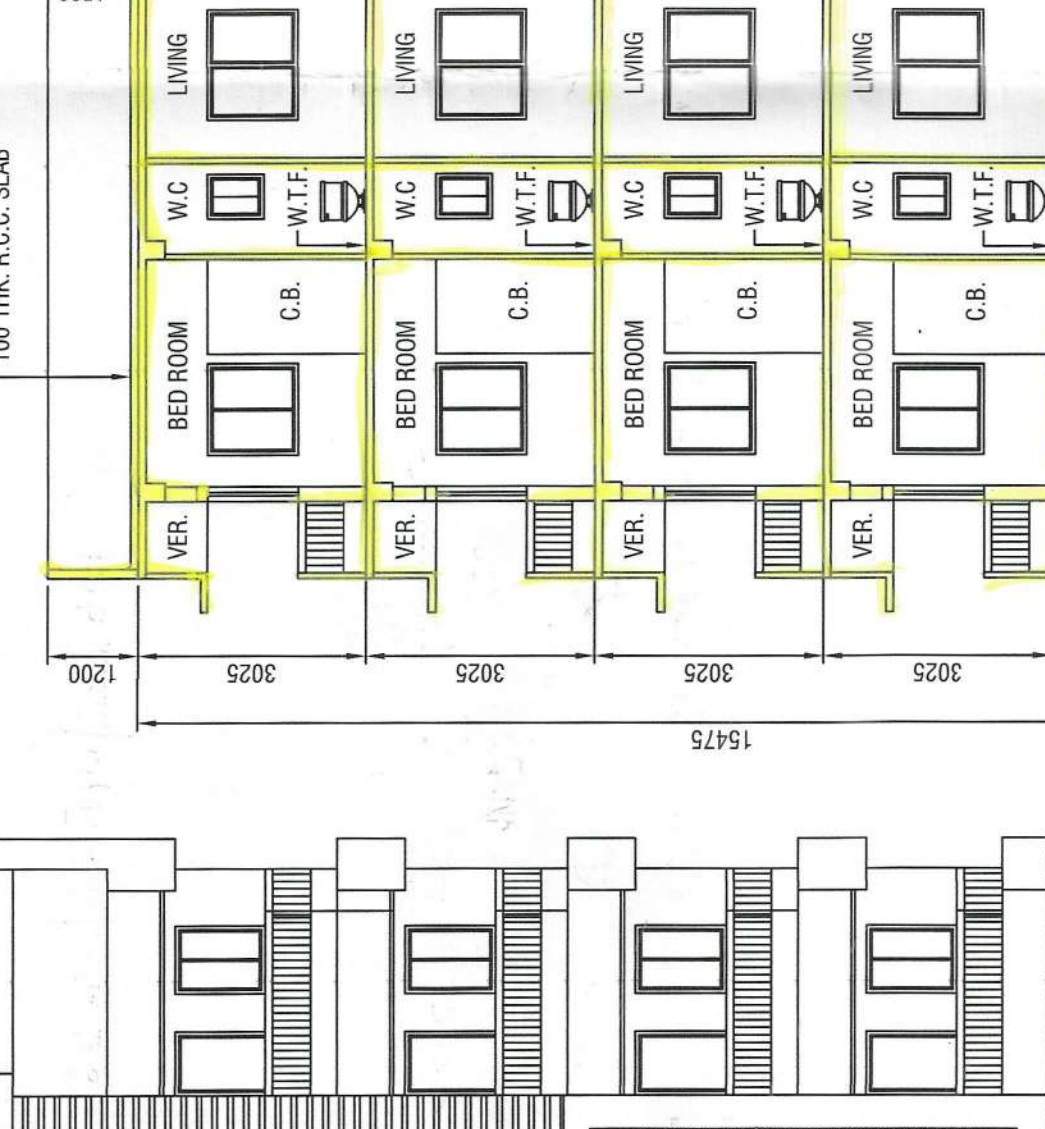 100 THK. R.C.C. SLAB
LIVING
LIVING
LIVING
LIVING
W.C
W.T.F.
W.C
W.T.F.
W.C
W.T.F.
W.C
W.T.F.
BED ROOM
C.B.
BED ROOM
C.B.
BED ROOM
C.B.
BED ROOM
C.B.
VER.
VER.
VER.
VER.
1200
3025
3025
3025
3025
15475